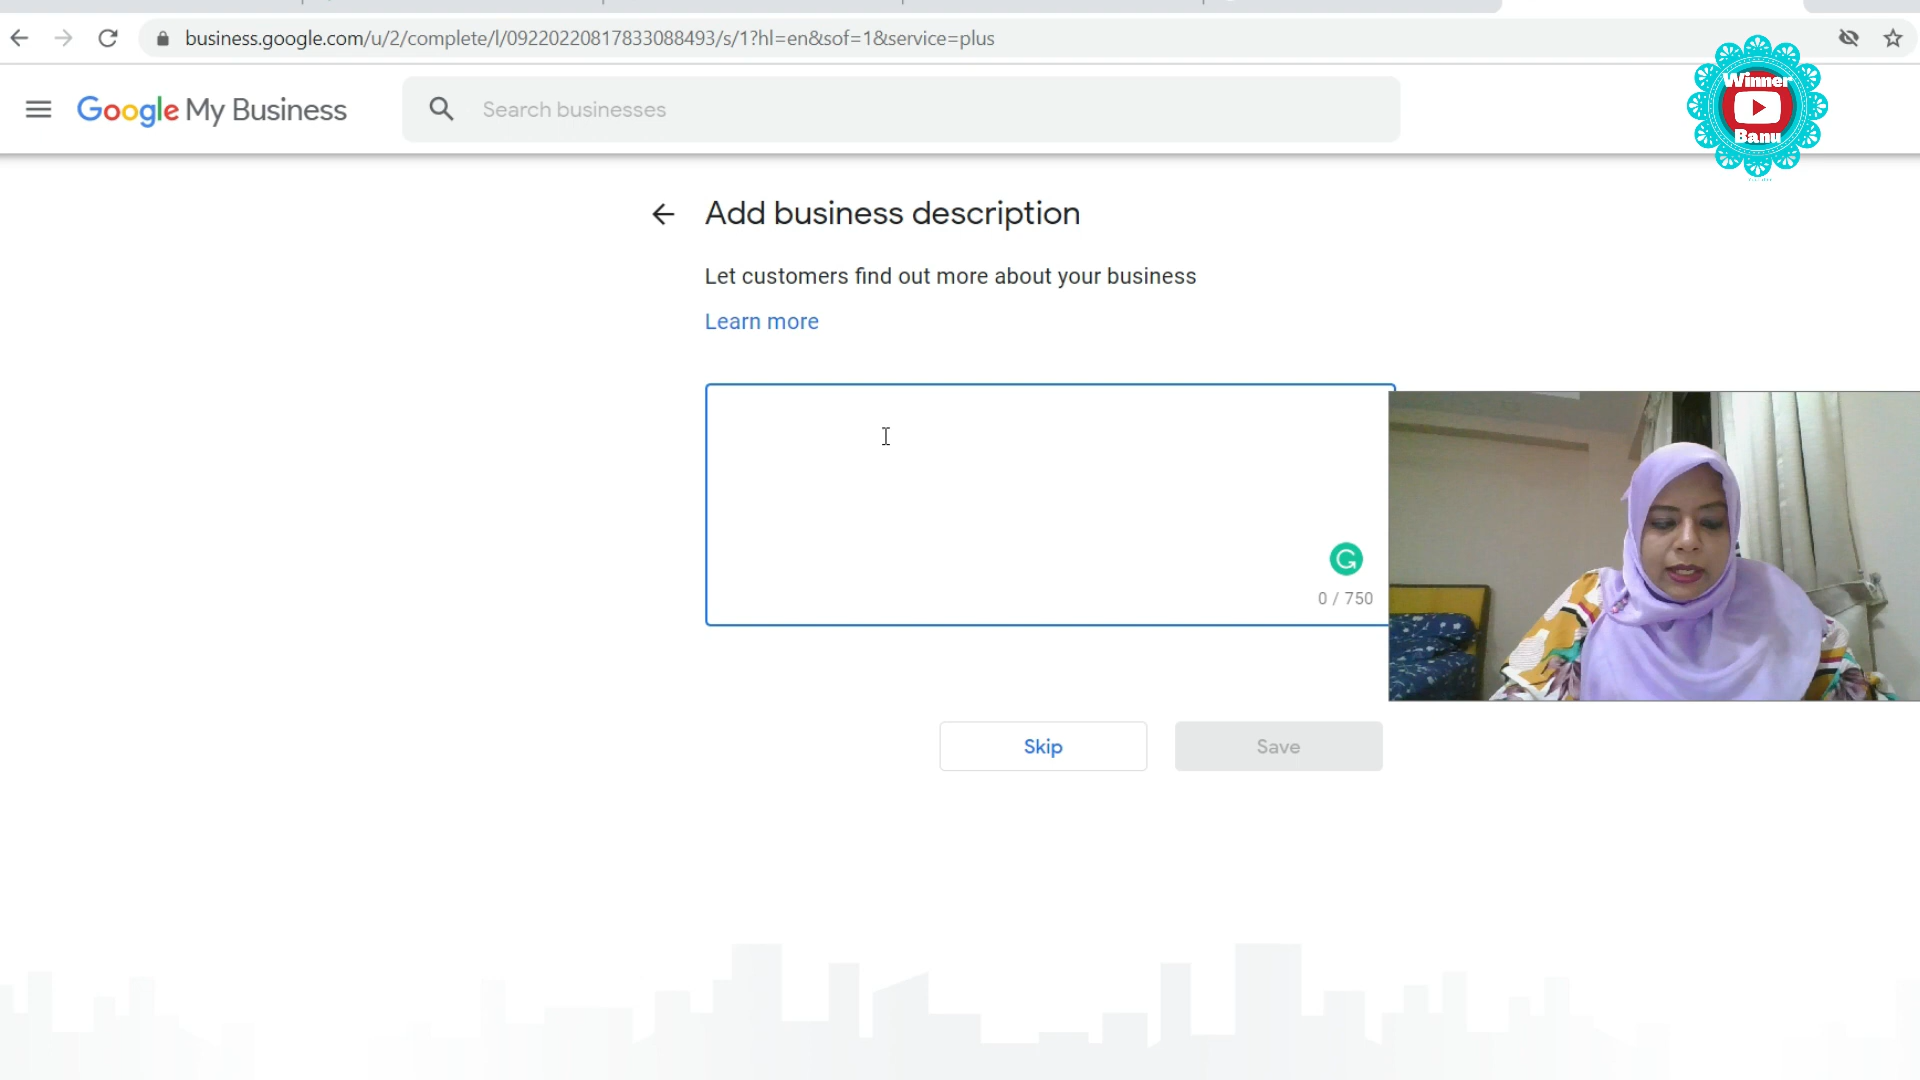 business.google.com/u/2/complete/l/09220220817833088493/s/1?hl=en&sof=1&service=plus
Google My Business
Search businesses
Winner
Banu
Add business description
Let customers find out more about your business
Learn more
0 / 750
Skip
Save